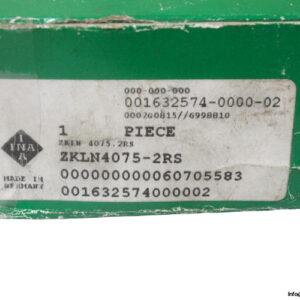 000-000-000
001632574-0000-02
000200815//6998810
1 PIECE
ZKLN 4075.2RS
ZKLN4075-2RS
000000000060705583
001632574000002
INA
MADE IN
GERMANY